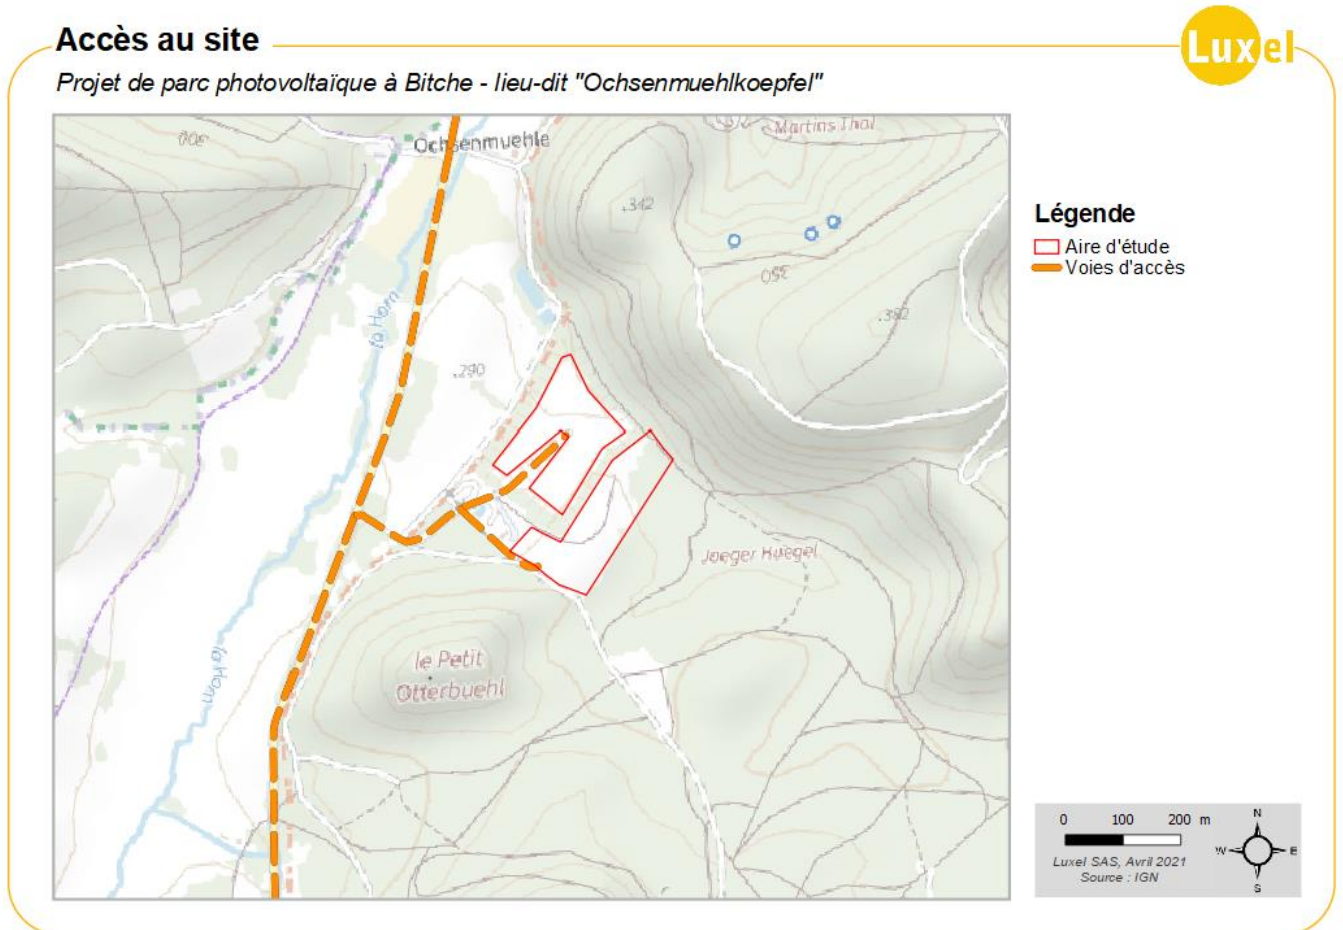 Accès au site
Luxel
Projet de parc photovoltaïque à Bitche - lieu-dit "Ochsenmuehlkoepfel"
300
Ochsenmuehle
Martins Thal
.342
350
.382
la Horn
.290
Légende
Aire d'étude
Voies d'accès
Joeger Huegel
le Petit
Otterbuehl
la Horn
0 100 200 m
Luxel SAS, Avril 2021
Source : IGN
N
W E
S